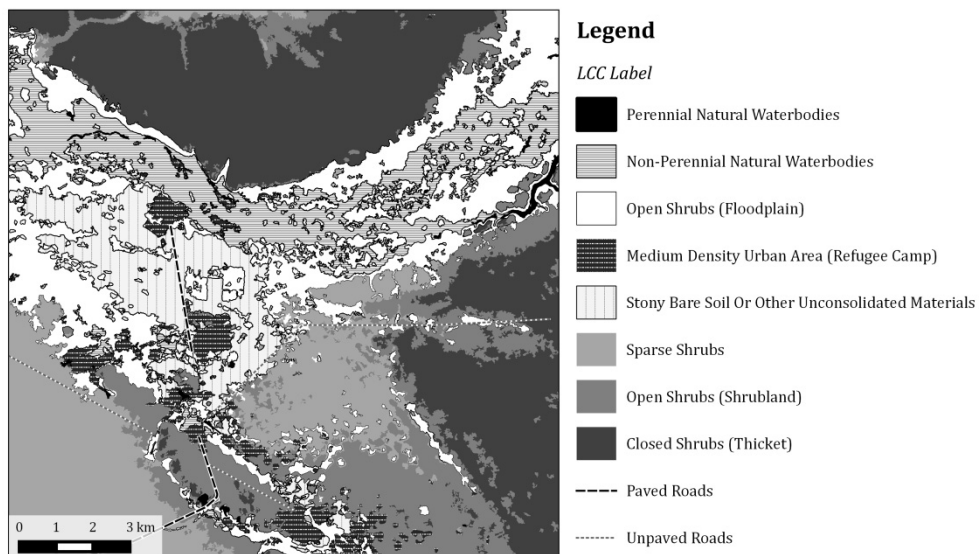 Legend
LCC Label
Perennial Natural Waterbodies
Non-Perennial Natural Waterbodies
Open Shrubs (Floodplain)
Medium Density Urban Area (Refugee Camp)
Stony Bare Soil Or Other Unconsolidated Materials
Sparse Shrubs
Open Shrubs (Shrubland)
Closed Shrubs (Thicket)
Paved Roads
Unpaved Roads
0 1 2 3 km